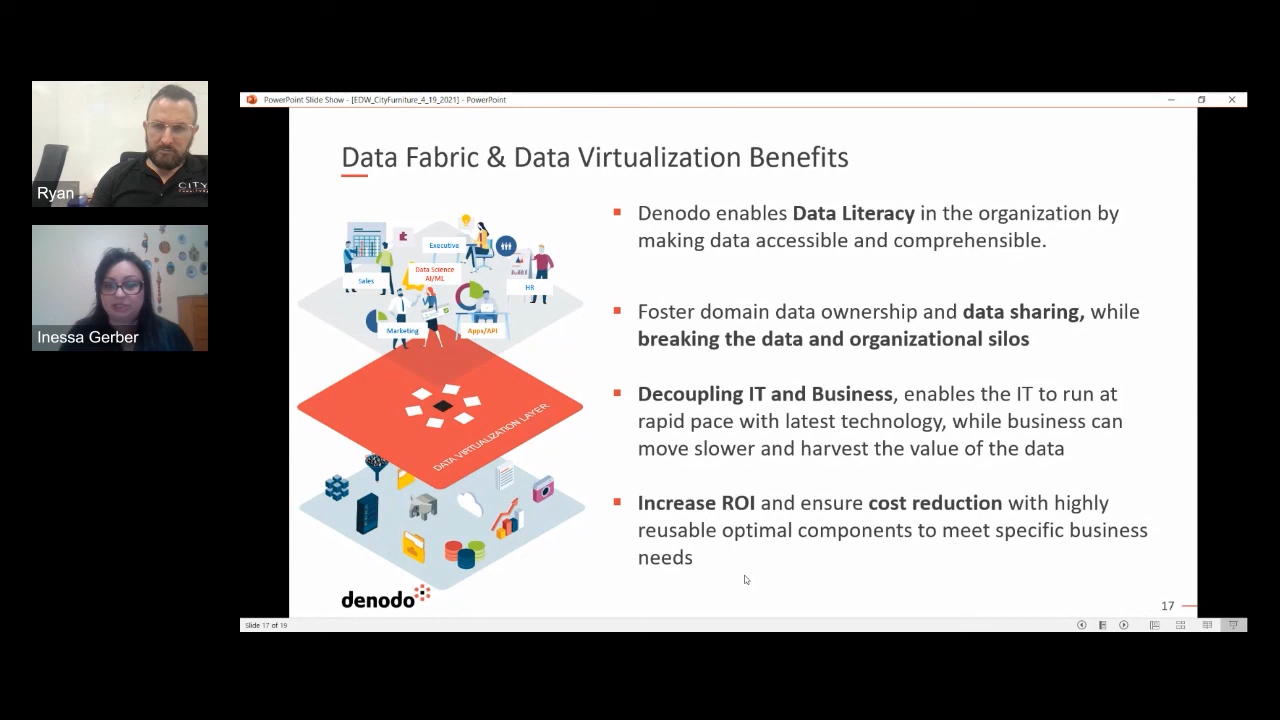 PowerPoint Slide Show - [EDW_CityFurniture_4_19_2021] - PowerPoint
Ryan
CITY
Inessa Gerber
Data Fabric & Data Virtualization Benefits
Executive
Sales
Data Science
AI/ML
HR
Marketing
Apps/API
DATA VIRTUALIZATION LAYER
denodo
Denodo enables Data Literacy in the organization by
making data accessible and comprehensible.
Foster domain data ownership and data sharing, while
breaking the data and organizational silos
Decoupling IT and Business, enables the IT to run at
rapid pace with latest technology, while business can
move slower and harvest the value of the data
Increase ROI and ensure cost reduction with highly
reusable optimal components to meet specific business
needs
17
Slide 17 of 19